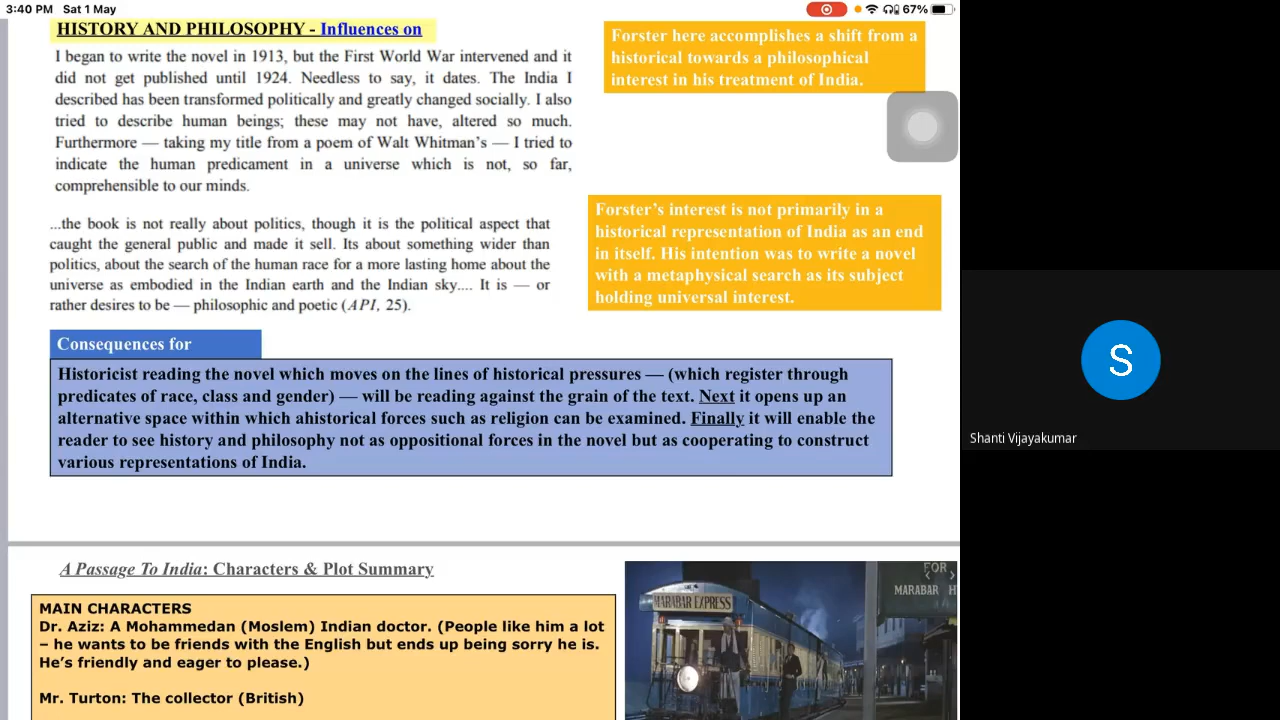 3:40 PM Sat 1 May
67%
HISTORY AND PHILOSOPHY - Influences on
I began to write the novel in 1913, but the First World War intervened and it
did not get published until 1924. Needless to say, it dates. The India I
described has been transformed politically and greatly changed socially. I also
tried to describe human beings; these may not have, altered so much.
Furthermore — taking my title from a poem of Walt Whitman's — I tried to
indicate the human predicament in a universe which is not, so far,
comprehensible to our minds.
...the book is not really about politics, though it is the political aspect that
caught the general public and made it sell. Its about something wider than
politics, about the search of the human race for a more lasting home about the
universe as embodied in the Indian earth and the Indian sky.... It is — or
rather desires to be — philosophic and poetic (API, 25).
Forster here accomplishes a shift from a
historical towards a philosophical
interest in his treatment of India.
Forster's interest is not primarily in a
historical representation of India as an end
in itself. His intention was to write a novel
with a metaphysical search as its subject
holding universal interest.
Consequences for
Historicist reading the novel which moves on the lines of historical pressures — (which register through
predicates of race, class and gender) — will be reading against the grain of the text. Next it opens up an
alternative space within which ahistorical forces such as religion can be examined. Finally it will enable the
reader to see history and philosophy not as oppositional forces in the novel but as cooperating to construct
various representations of India.
A Passage To India: Characters & Plot Summary
MAIN CHARACTERS
Dr. Aziz: A Mohammedan (Moslem) Indian doctor. (People like him a lot
– he wants to be friends with the English but ends up being sorry he is.
He's friendly and eager to please.)
Mr. Turton: The collector (British)
MARABAR EXPRESS
FOR
MARABAR H
S
Shanti Vijayakumar